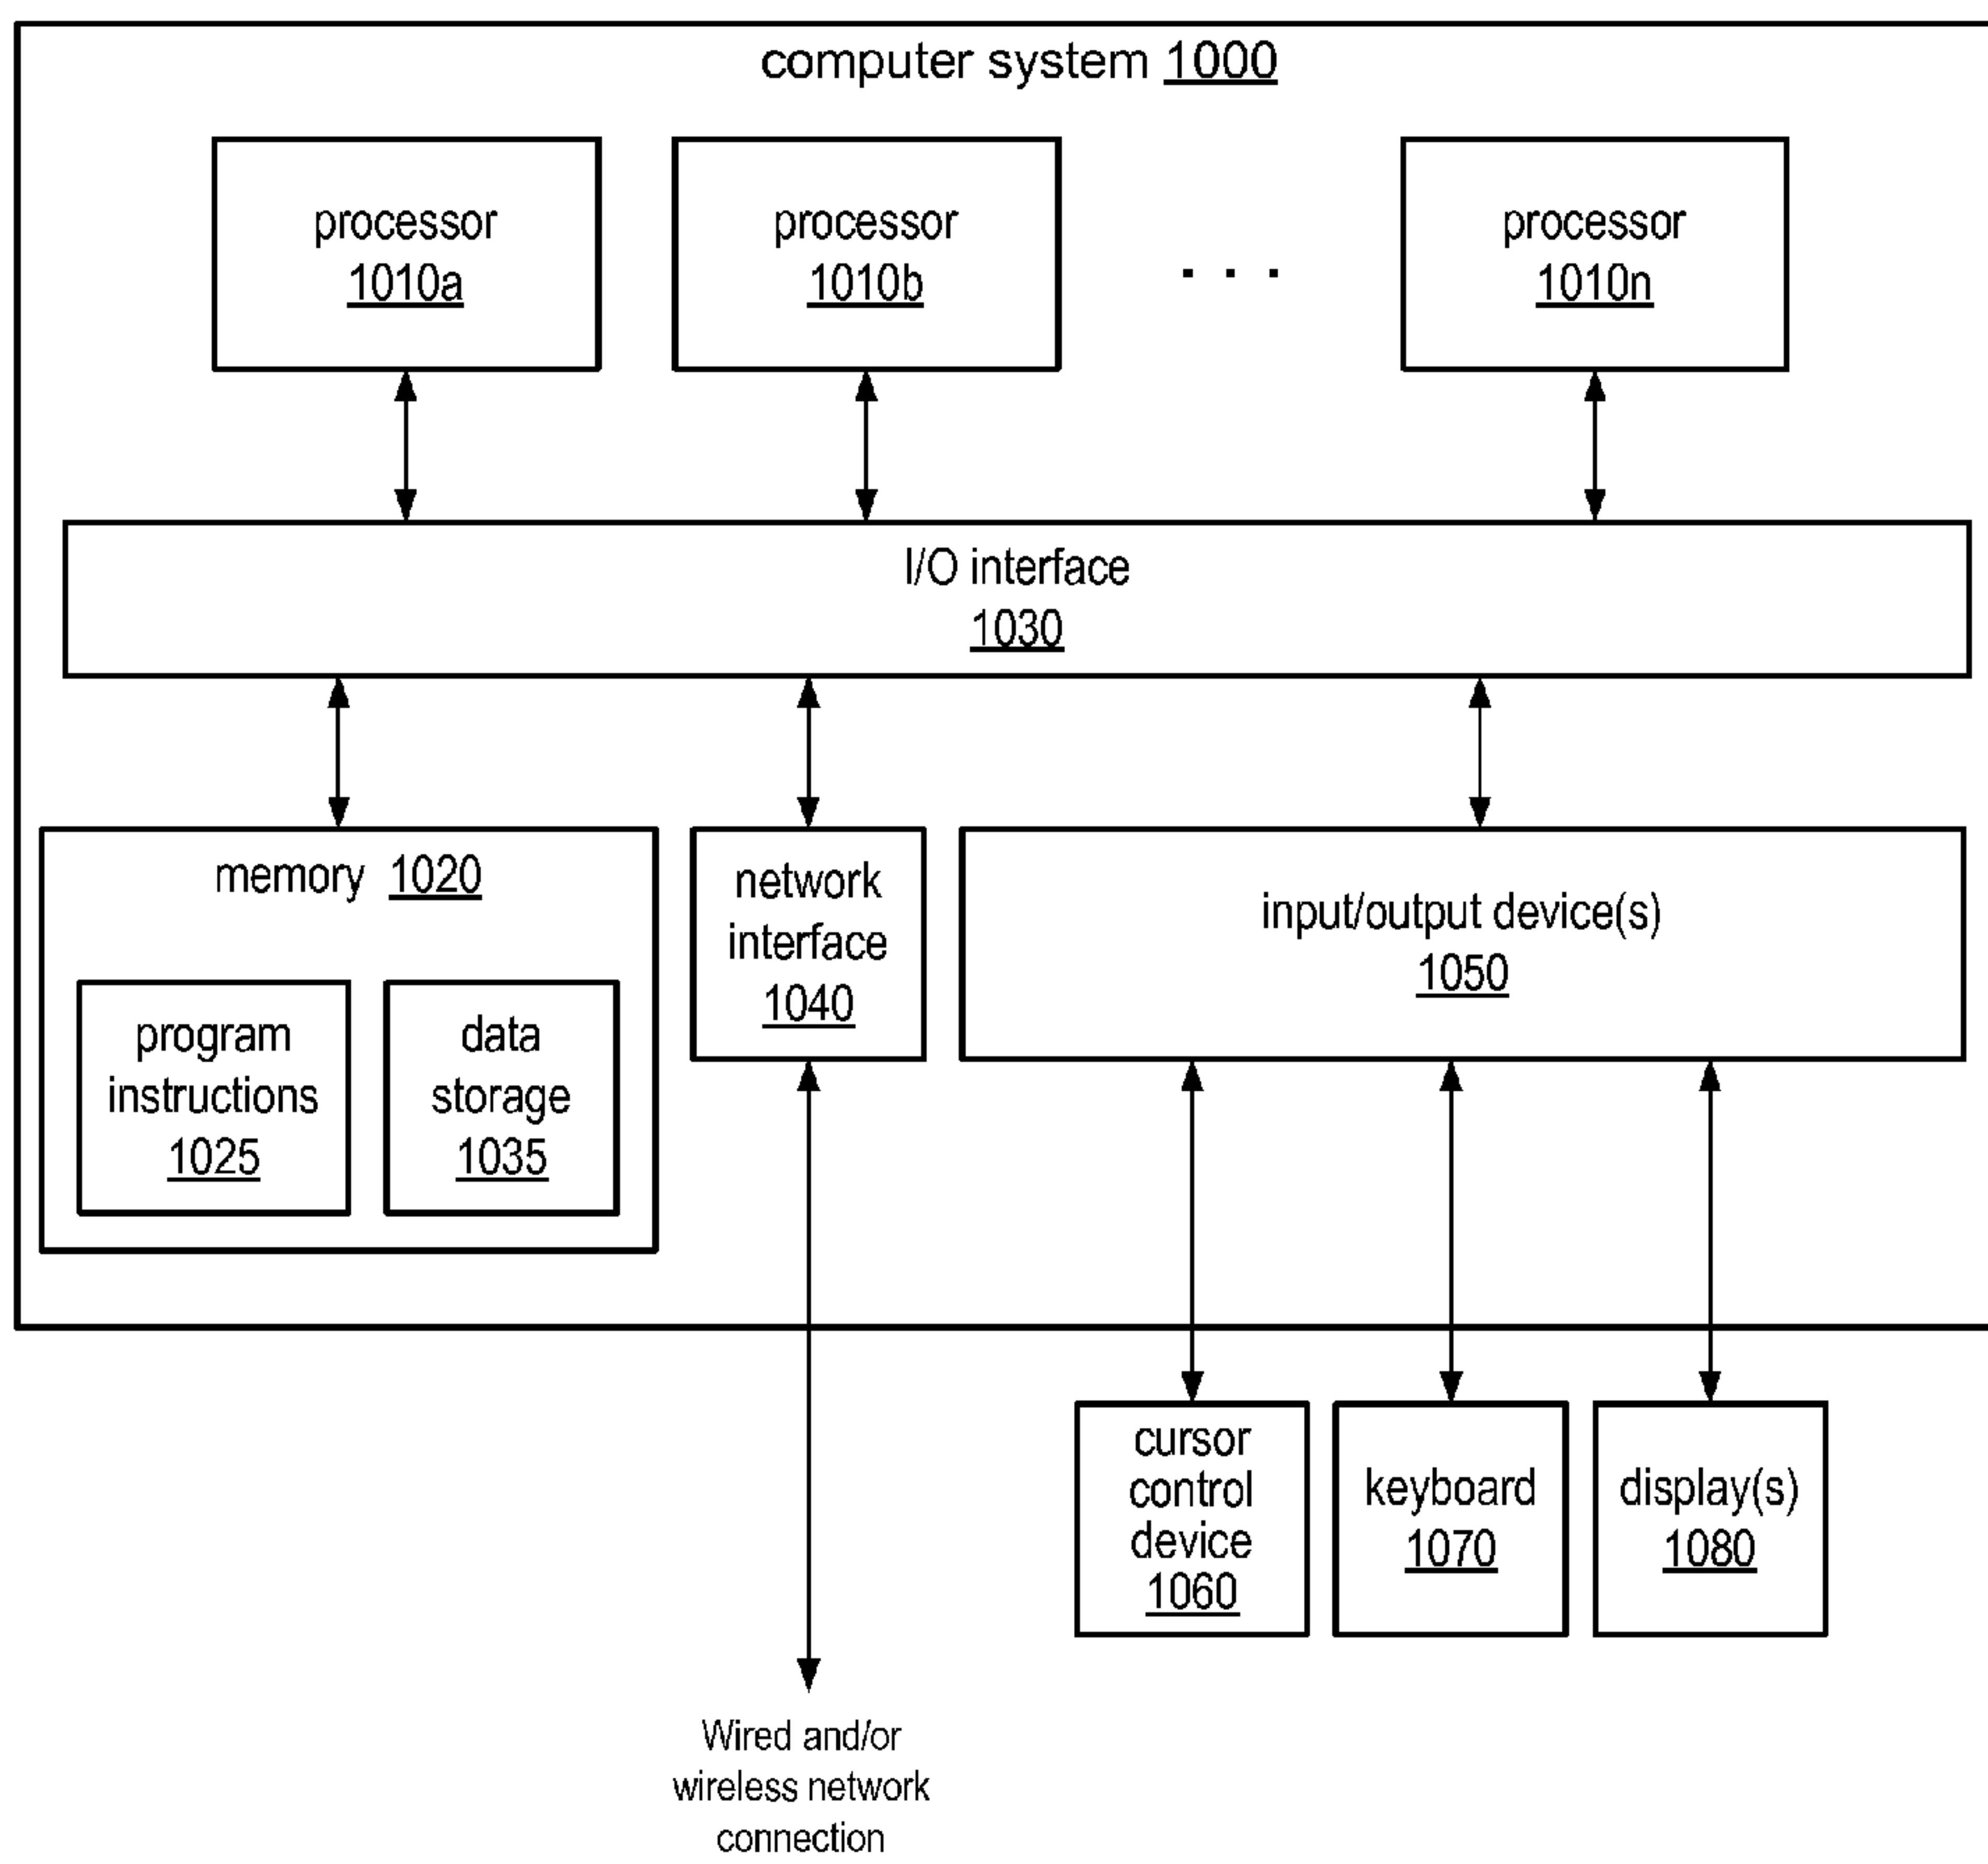 computer system 1000
processor
1010a
processor
1010b
. . .
processor
1010n
I/O interface
1030
memory 1020
program
instructions
1025
data
storage
1035
network
interface
1040
input/output device(s)
1050
cursor
control
device
1060
keyboard
1070
display(s)
1080
Wired and/or
wireless network
connection